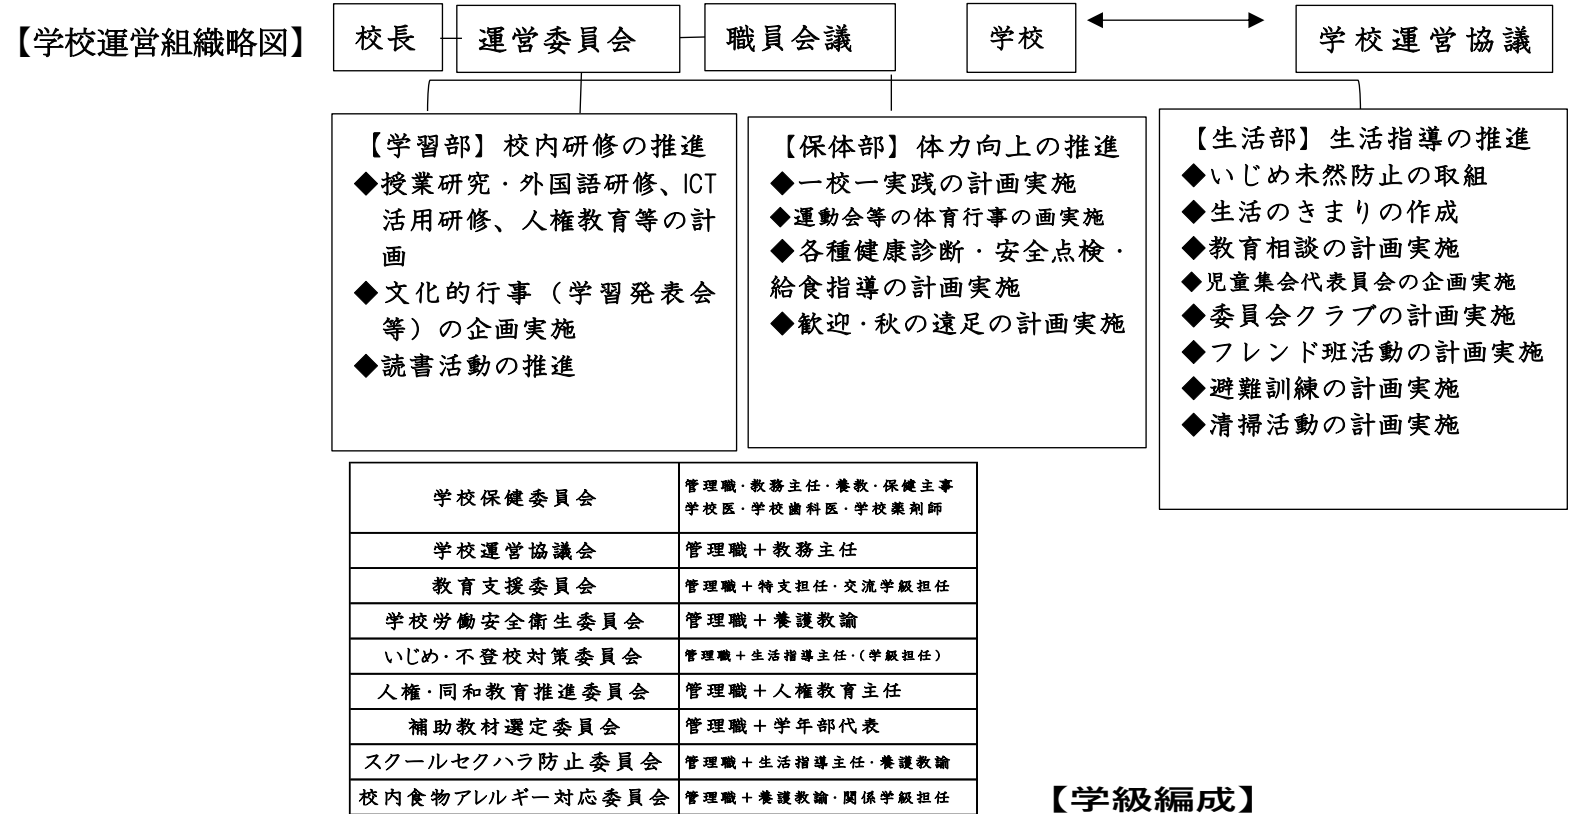 【学校運営組織略図】
校長
運営委員会
職員会議
学校
学校運営協議
【学習部】校内研修の推進
◆授業研究・外国語研修、ICT
活用研修、人権教育等の計
画
◆文化的行事（学習発表会
等）の企画実施
◆読書活動の推進
【保体部】体力向上の推進
◆一校一実践の計画実施
◆運動会等の体育行事の画実施
◆各種健康診断・安全点検・
給食指導の計画実施
◆歓迎・秋の遠足の計画実施
【生活部】生活指導の推進
◆いじめ未然防止の取組
◆生活のきまりの作成
◆教育相談の計画実施
◆児童集会代表員会の企画実施
◆委員会クラブの計画実施
◆フレンド班活動の計画実施
◆避難訓練の計画実施
◆清掃活動の計画実施
学校保健委員会
管理職・教務主任・養教・保健主事
学校医・学校歯科医・学校薬剤師
学校運営協議会
管理職＋教務主任
教育支援委員会
管理職＋特支担任・交流学級担任
学校労働安全衛生委員会
管理職＋養護教諭
いじめ・不登校対策委員会
管理職＋生活指導主任・（学級担任）
人権・同和教育推進委員会
管理職＋人権教育主任
補助教材選定委員会
管理職＋学年部代表
スクールセクハラ防止委員会
管理職＋生活指導主任・養護教諭
校内食物アレルギー対応委員会
管理職＋養護教諭・関係学級担任
【学級編成】